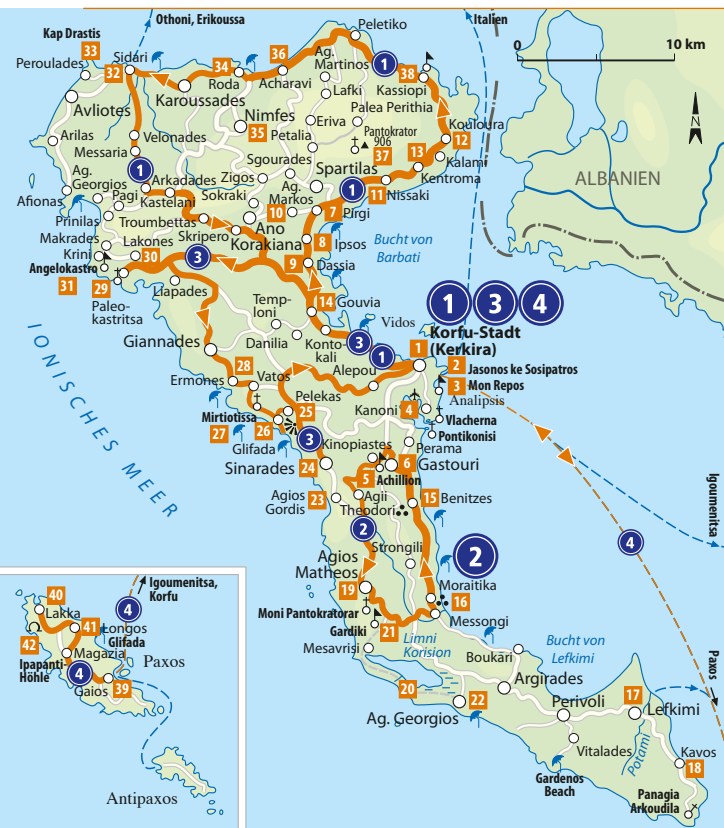 Othoni, Erikoussa
Peletiko
Italien
Kap Drastis
33
Peroulades
Sidari
32
34
Roda
36
Acharavi
Ag.
Martinos
1
38
Kassiopi
0
10 km
N
Avliotes
Karoussades
Lafki
Palea Perithia
Nimfes
35
Eriva
Petalia
Pantokrator
906
37
Kouloura
12
Arilas
Velonades
Messaria
13
Kalami
Kentroma
Sgourades
Spartilas
1
11
Nissaki
ALBANIEN
Ag.
Georgios
1
Arkadades
Zigos
Ag.
Markos
Afionas
Pagi
Kastelani
Sokraki
10
7
Pirgi
Prinilas
Troumbettas
Makrades
Lakones
Skripero
Ano
Korakiana
8
Ipsos
Bucht von
Barbati
Krini
30
3
9
Dassia
Angelokastro
31
29
Paleo-
kastritsa
Liapades
Temp-
loni
14
Gouvia
1
3
4
Vidos
Korfu-Stadt
(Kerkira)
Giannades
Danilia
Konto-
kali
3
1
1
2
Jasonos ke Sosipatros
Alepou
3
Mon Repos
28
Ermones
Vatos
Analipsis
Pelekas
25
Kanoni
4
Mirtiotissa
Vlacherna
27
26
Glifada
Pontikonisi
IONISCHES MEER
3
Kinopiastes
Perama
Sinarades
24
6
Gastouri
5
Achillion
Agios
Gordis
23
Agii
Theodori
15
Benitzes
Igoumenitsa
2
4
Strongili
2
Agios
Matheos
19
Moraitika
16
Moni Pantokratorar
Messongi
Gardiki
21
Limni
Korision
Mesavrisi
Boukari
Bucht von
Lefkimi
Paxos
20
22
Ag. Georgios
Argirades
Perivoli
17
Lefkimi
Potami
Vitalades
Kavos
18
Gardenos
Beach
Panagia
Arkoudila
Igoumenitsa,
Korfu
40
Lakka
4
41
Longos
Glifada
42
Magazia
Ipapanti-
Höhle
Paxos
4
Gaios
39
Antipaxos